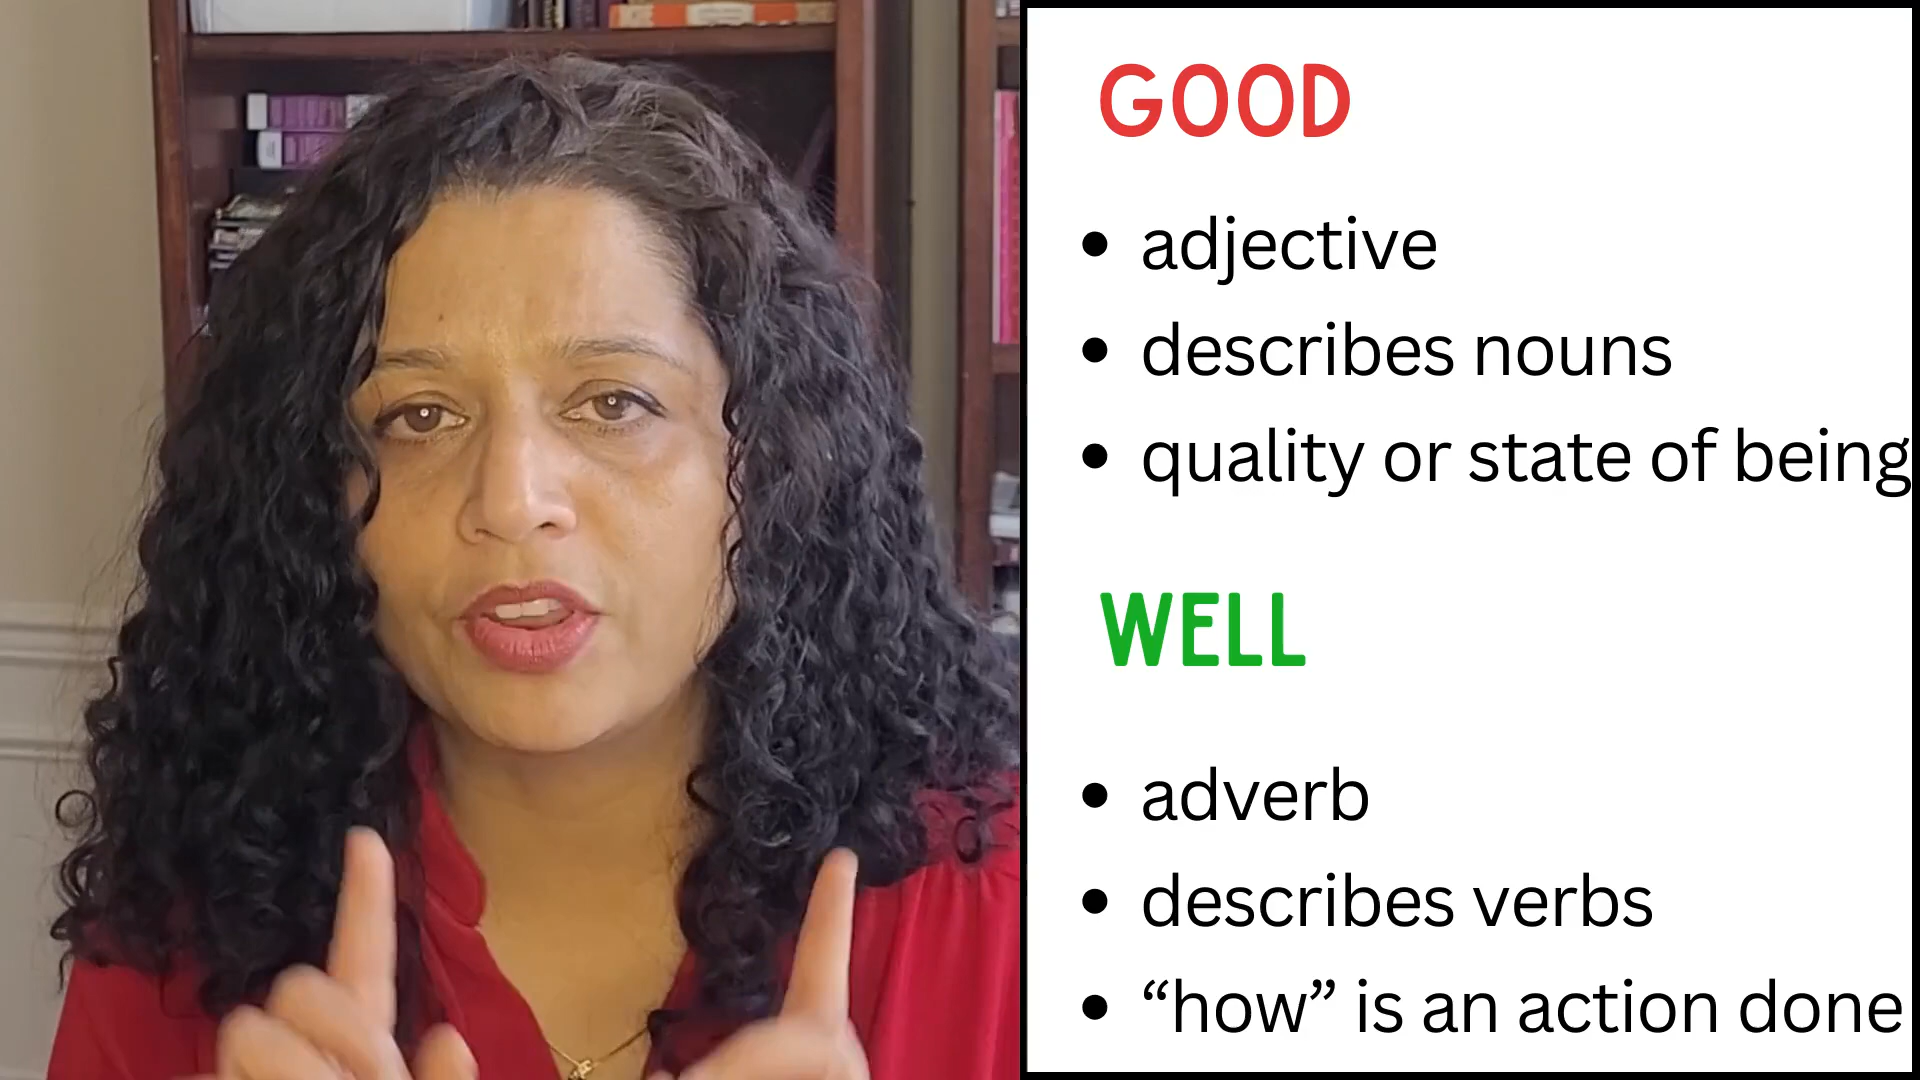 GOOD
• adjective
• describes nouns
• quality or state of being
WELL
• adverb
• describes verbs
• “how” is an action done